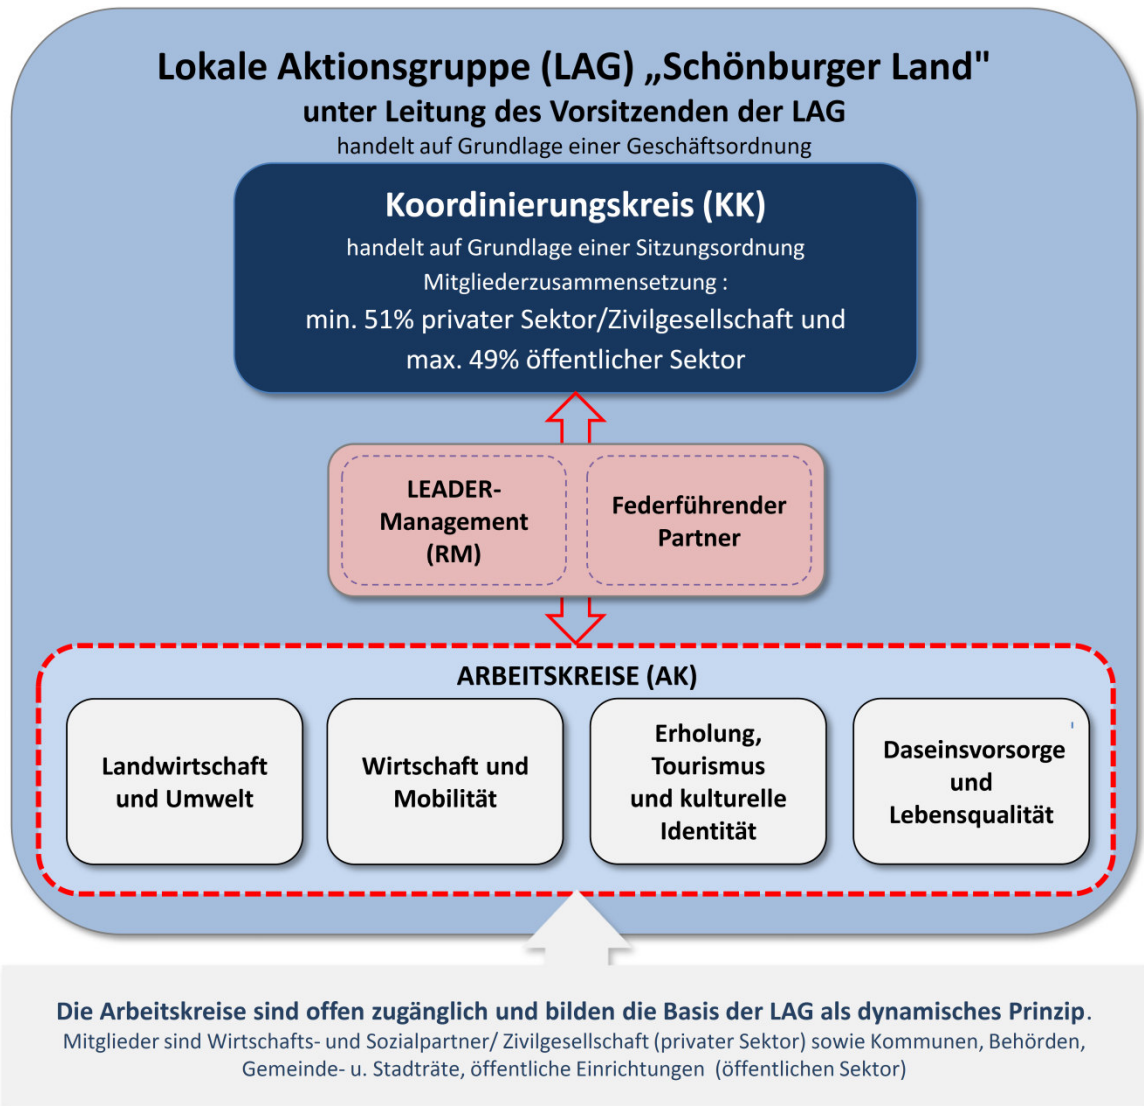 Lokale Aktionsgruppe (LAG) „Schönburger Land"
unter Leitung des Vorsitzenden der LAG
handelt auf Grundlage einer Geschäftsordnung
Koordinierungskreis (KK)
handelt auf Grundlage einer Sitzungsordnung
Mitgliederzusammensetzung :
min. 51% privater Sektor/Zivilgesellschaft und
max. 49% öffentlicher Sektor
LEADER-
Management
(RM)
Federführender
Partner
ARBEITSKREISE (AK)
Landwirtschaft
und Umwelt
Wirtschaft und
Mobilität
Erholung,
Tourismus
und kulturelle
Identität
Daseinsvorsorge
und
Lebensqualität
Die Arbeitskreise sind offen zugänglich und bilden die Basis der LAG als dynamisches Prinzip.
Mitglieder sind Wirtschafts- und Sozialpartner/ Zivilgesellschaft (privater Sektor) sowie Kommunen, Behörden,
Gemeinde- u. Stadträte, öffentliche Einrichtungen (öffentlichen Sektor)